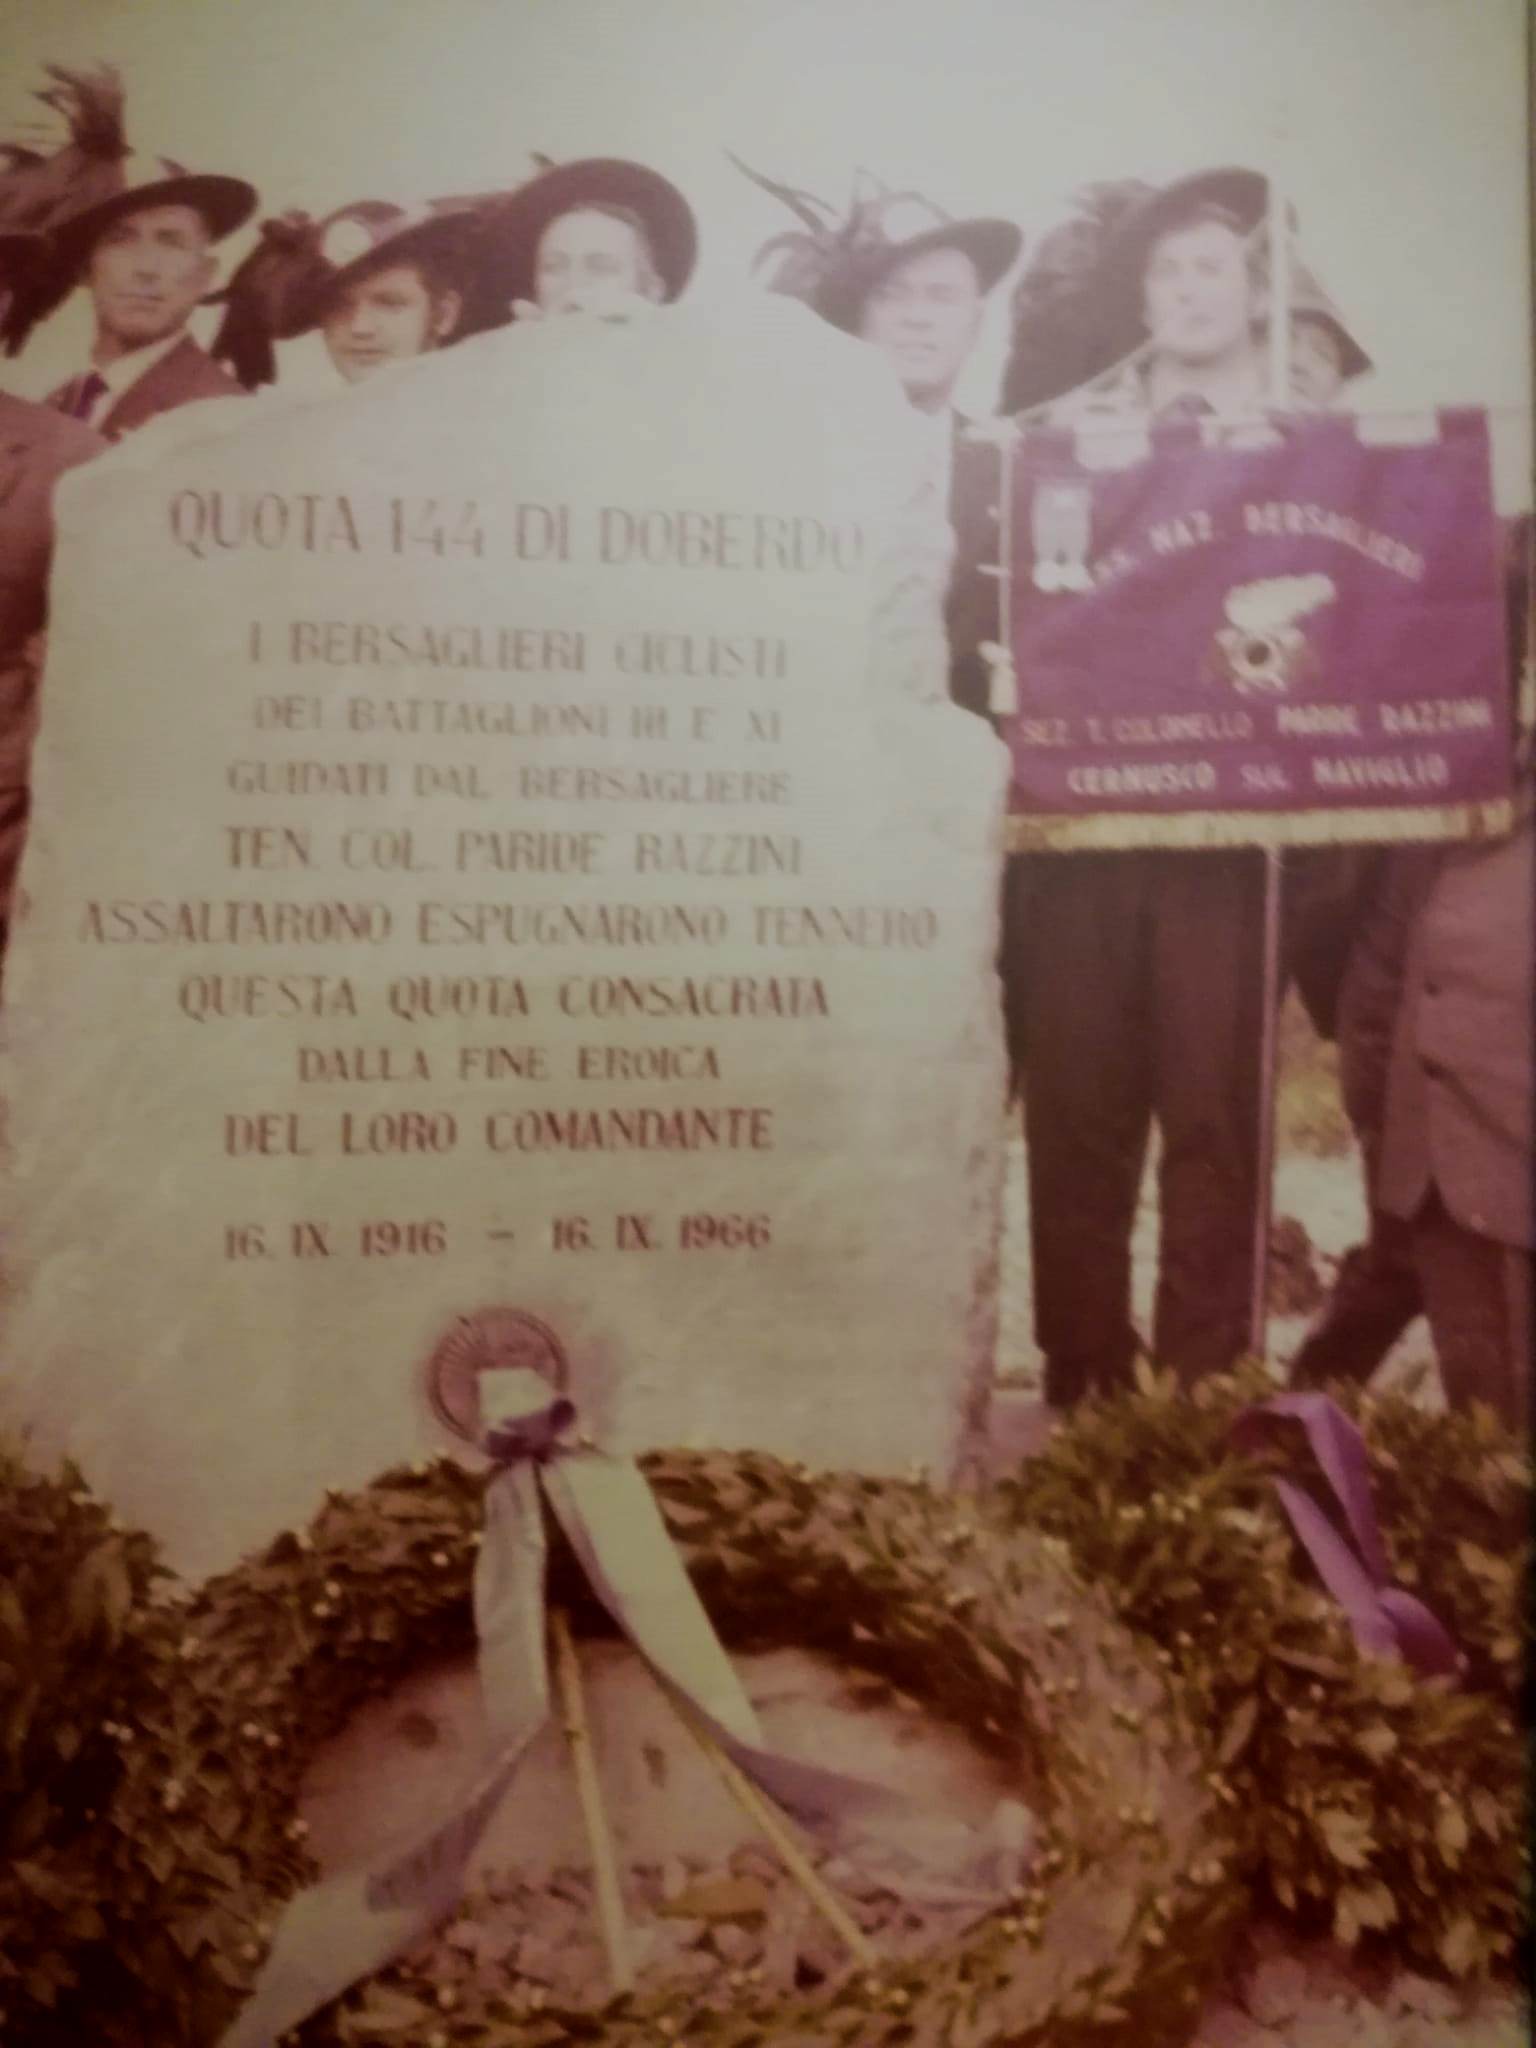 QUOTA 144 DI DOBERDO
I BERSAGLIERI CICLISTI
DEI BATTAGLIONI III E XI
GUIDATI DAL BERSAGLIERE
TEN. COL. PARIDE RAZZINI
ASSALTARONO ESPUGNARONO TENNERO
QUESTA QUOTA CONSACRATA
DALLA FINE EROICA
DEL LORO COMANDANTE
16. IX. 1916 - 16. IX. 1966
NAZ. BERSAGLIERI
SEZ. T. COLONELLO PARIDE RAZZINI
CERNUSCO SUL NAVIGLIO